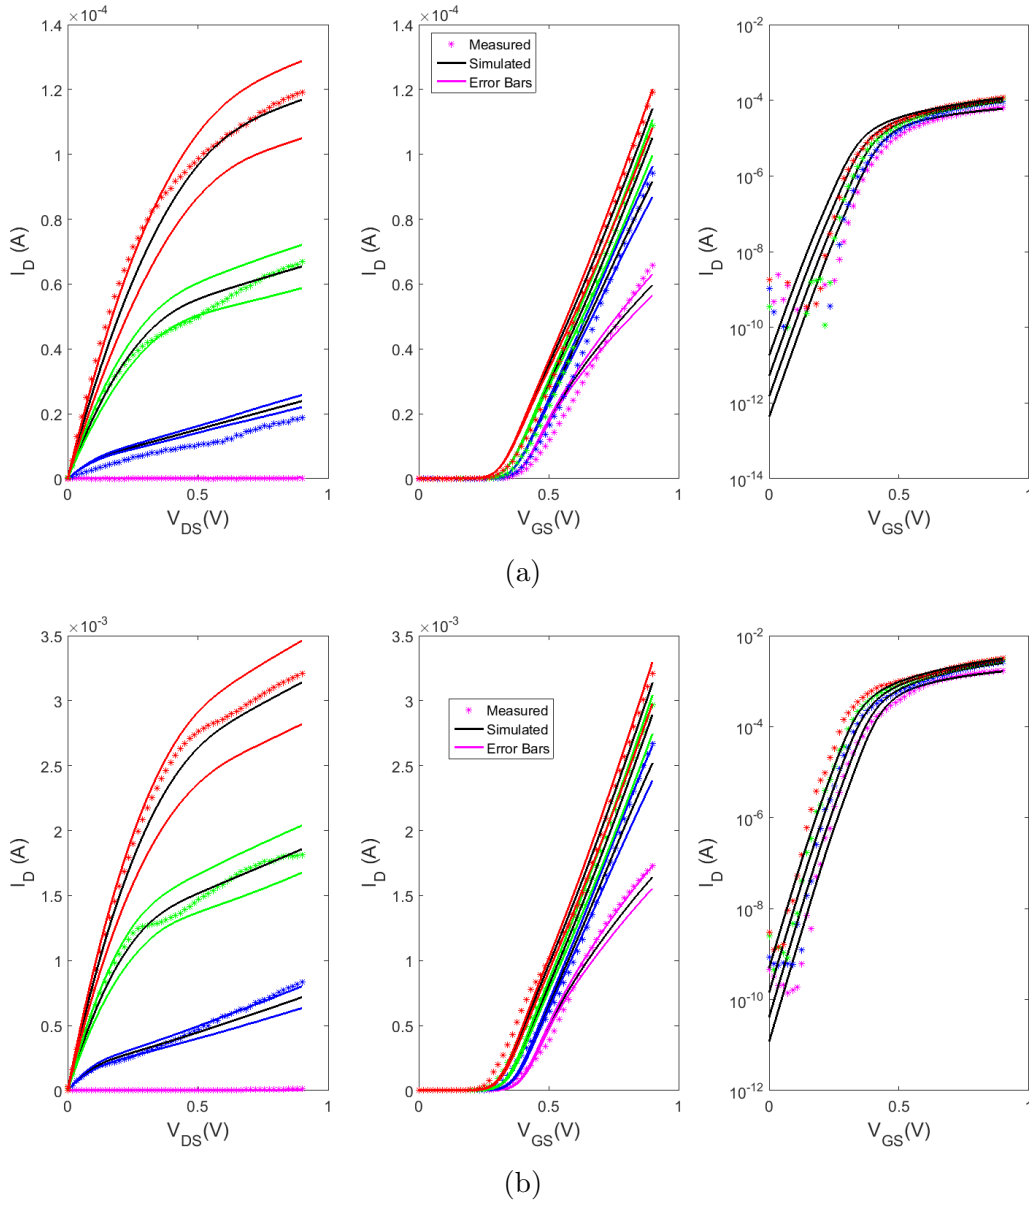 ×10⁻⁴
1.4
1.2
1
0.8
0.6
0.4
0.2
0
0 0.5 1
I_D (A)
V_DS(V)
×10⁻⁴
1.4
1.2
1
0.8
0.6
0.4
0.2
0
0 0.5 1
I_D (A)
V_GS(V)
Measured
Simulated
Error Bars
10⁻²
10⁻⁴
10⁻⁶
10⁻⁸
10⁻¹⁰
10⁻¹²
10⁻¹⁴
0 0.5 1
I_D (A)
V_GS(V)
(a)
×10⁻³
3.5
3
2.5
2
1.5
1
0.5
0
0 0.5 1
I_D (A)
V_DS(V)
×10⁻³
3.5
3
2.5
2
1.5
1
0.5
0
0 0.5 1
I_D (A)
V_GS(V)
Measured
Simulated
Error Bars
10⁻²
10⁻⁴
10⁻⁶
10⁻⁸
10⁻¹⁰
10⁻¹²
0 0.5 1
I_D (A)
V_GS(V)
(b)